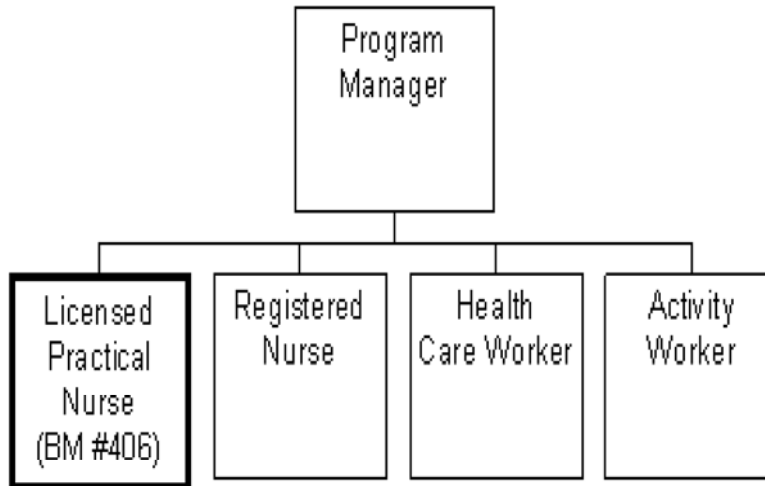 Program
Manager
Licensed
Practical
Nurse
(BM #406)
Registered
Nurse
Health
Care Worker
Activity
Worker